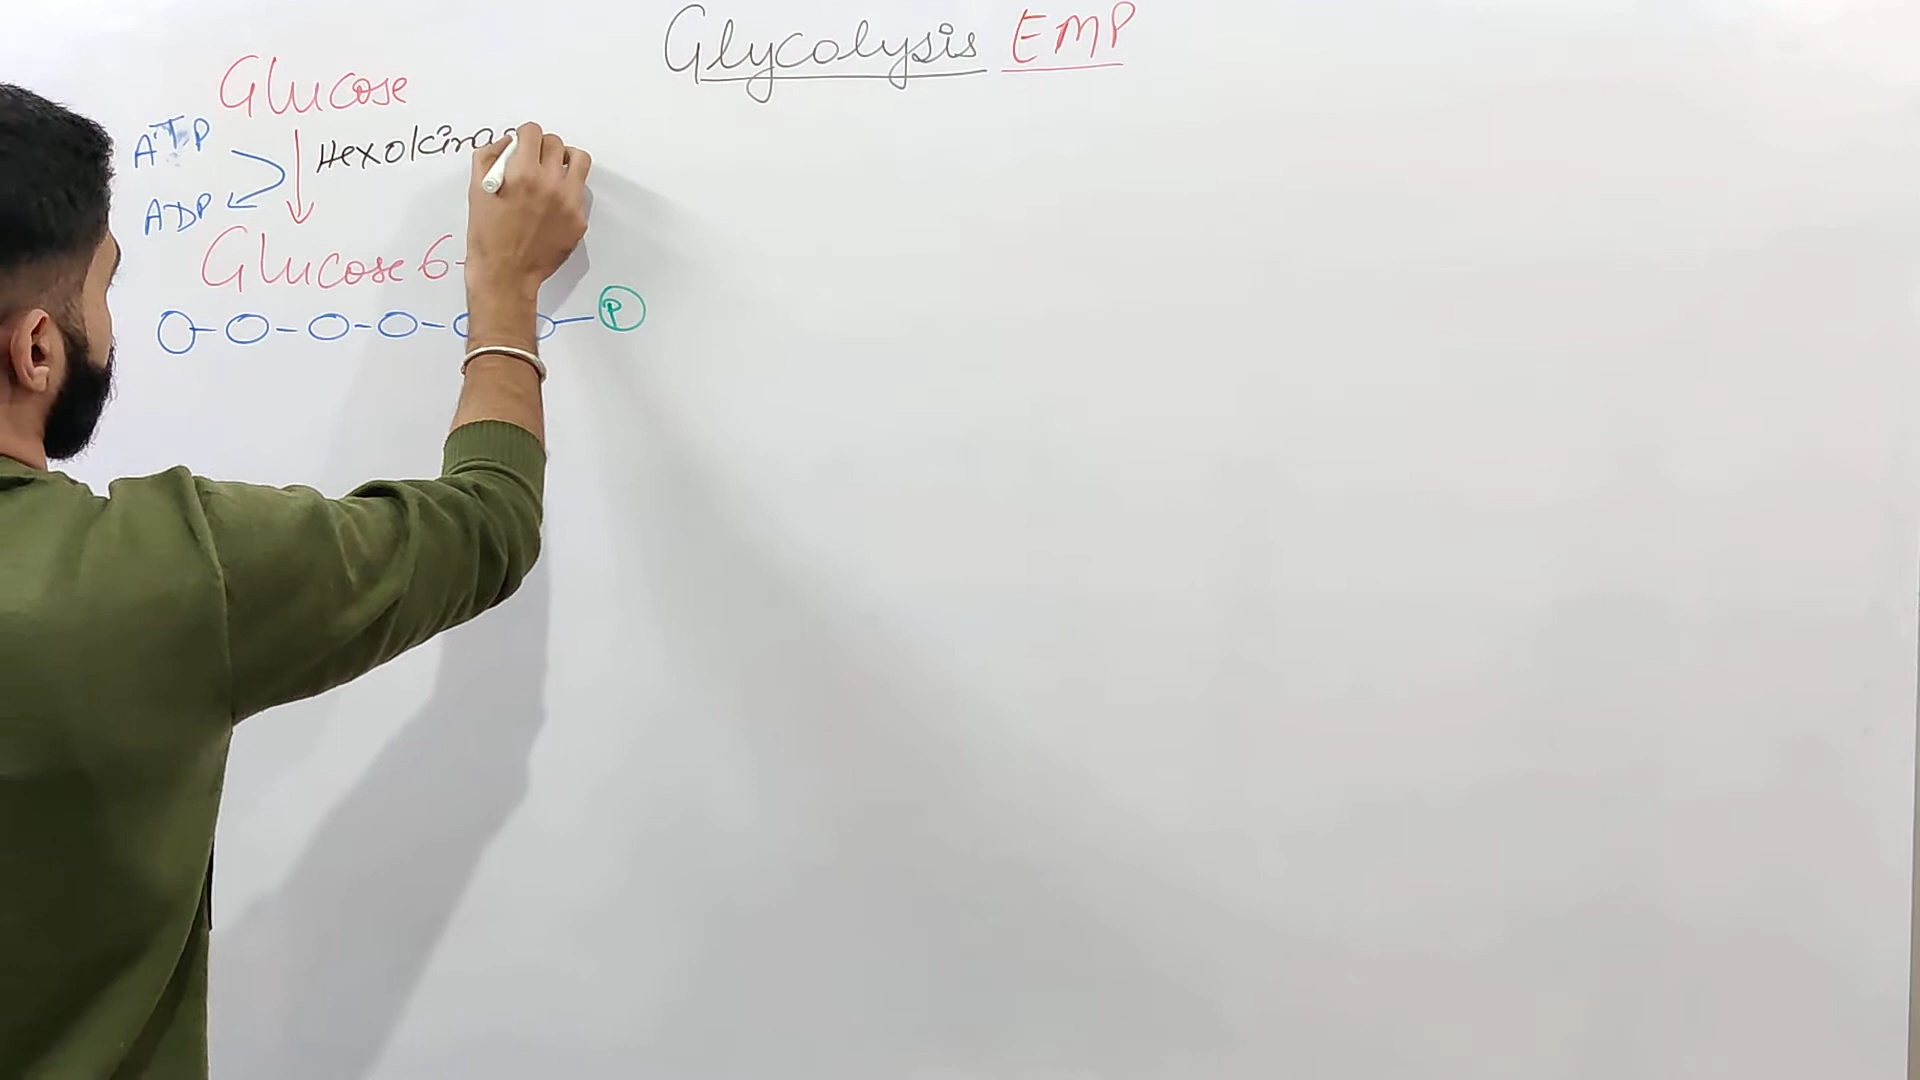 Glycolysis EMP
Glucose
ATP
Hexokina
ADP
Glucose 6-
P